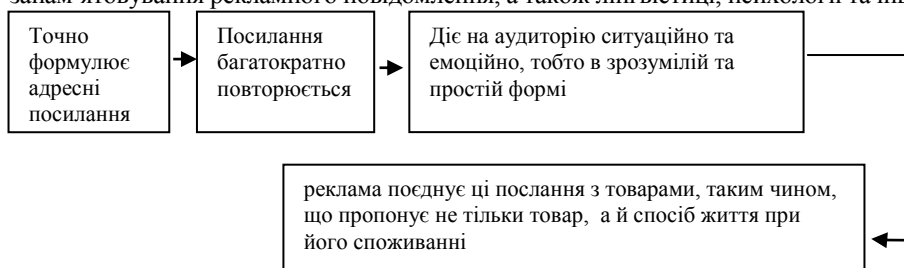 запам'ятовування рекламного повідомлення, а також лінгвістиці, психології та
Точно
формулює
адресні
посилання
Посилання
багатократно
повторюється
Діє на аудиторію ситуаційно та
емоційно, тобто в зрозумілій та
простій формі
реклама поєднує ці послання з товарами, таким чином,
що пропонує не тільки товар, а й спосіб життя при
його споживанні